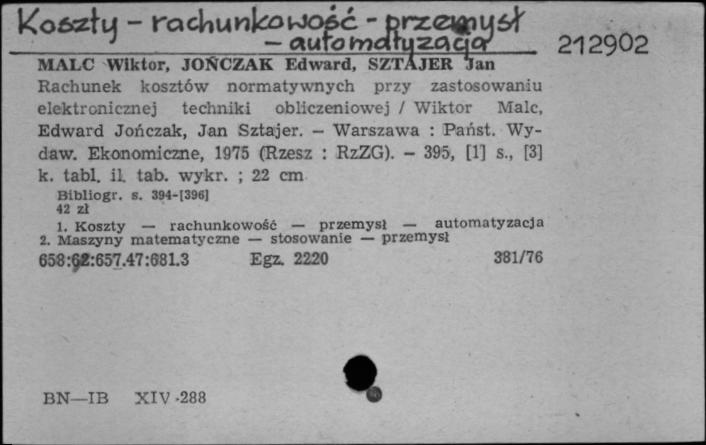 Koszty - rachunkowość - przemysł
- automatyzacja
212902
MALC Wiktor, JOŃCZAK Edward, SZTAJER Jan
Rachunek kosztów normatywnych przy zastosowaniu
elektronicznej techniki obliczeniowej / Wiktor Malc,
Edward Jończak, Jan Sztajer. — Warszawa : Państ. Wy-
daw. Ekonomiczne, 1975 (Rzesz : RzZG). — 395, [1] s., [3]
k. tabl. il. tab. wykr. ; 22 cm
Bibliogr. s. 394-[396]
42 zł
1. Koszty — rachunkowość — przemysł — automatyzacja
2. Maszyny matematyczne — stosowanie — przemysł
658:62:657.47:681.3 Egz. 2220 381/76
BN—IB XIV-288